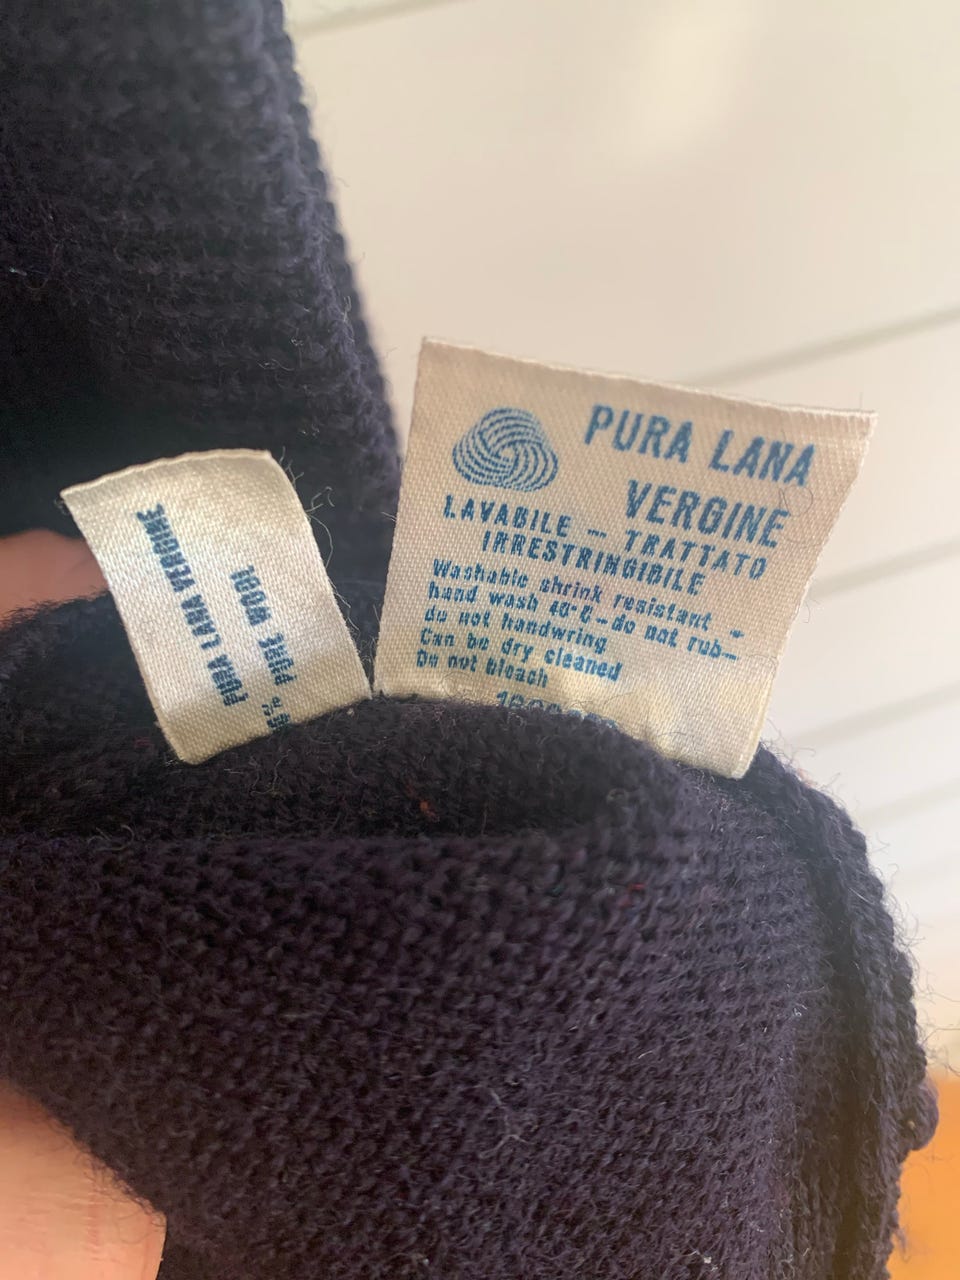 PURA LANA VERGINE
PURE WOOL
PURA LANA
VERGINE
LAVABILE – TRATTATO
IRRESTRINGIBILE
Washable shrink resistant –
hand wash 40°C – do not rub –
do not handwring
Can be dry cleaned
Do not bleach